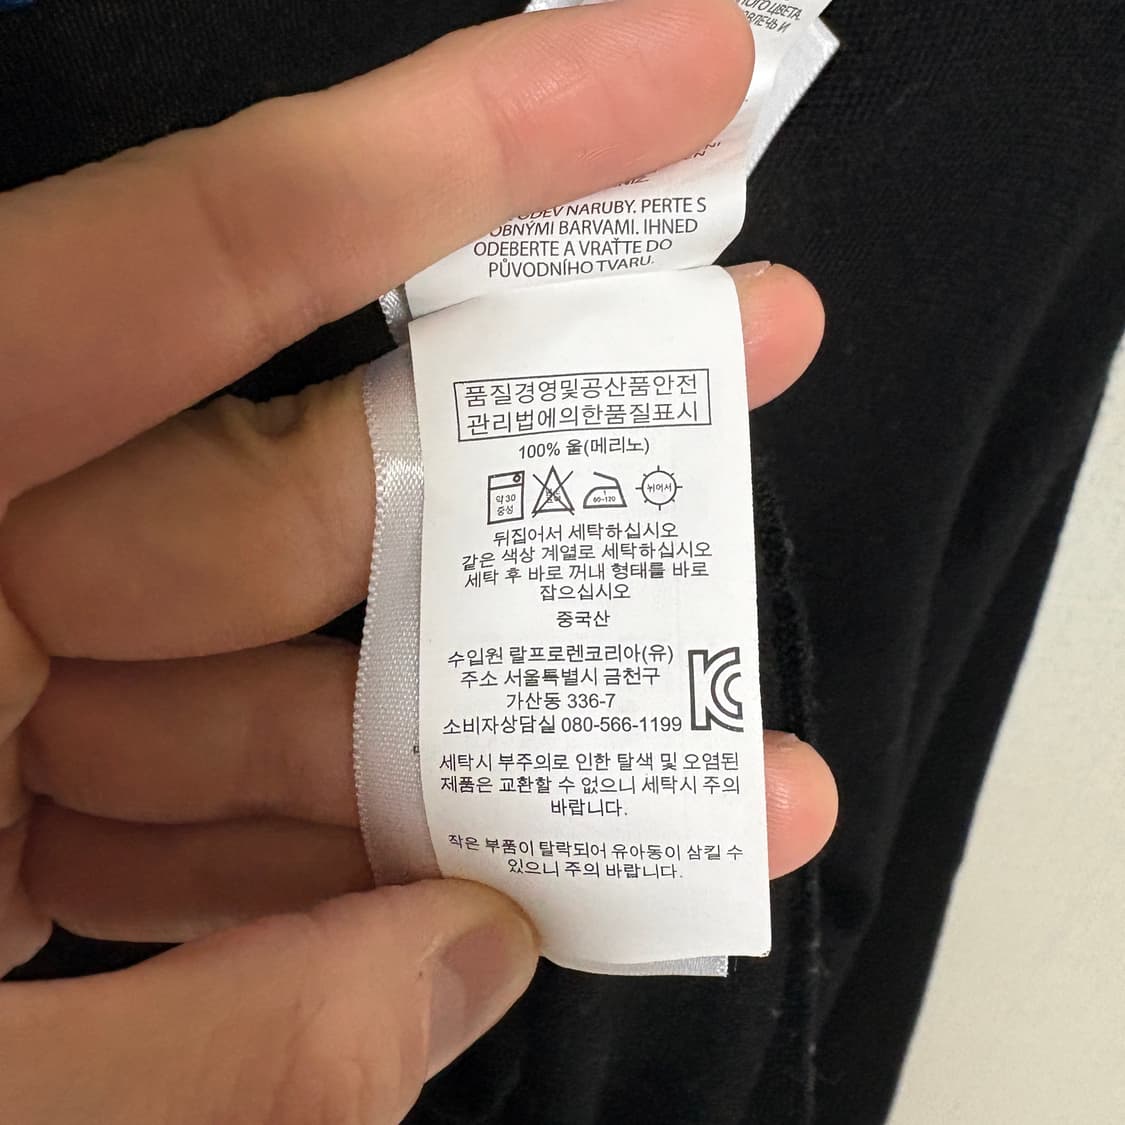 НОГО ЦВЕТА.
NARUBY. PERTE S
OBNÝMI BARVAMI. IHNED
ODEBERTE A VRAŤTE DO
PŮVODNÍHO TVARU.
품질경영및공산품안전
관리법에의한품질표시
100% 울(메리노)
약30
중성
1
60~120
뉘어서
뒤집어서 세탁하십시오
같은 색상 계열로 세탁하십시오
세탁 후 바로 꺼내 형태를 바로
잡으십시오
중국산
수입원 랄프로렌코리아(유)
주소 서울특별시 금천구
가산동 336-7
소비자상담실 080-566-1199
세탁시 부주의로 인한 탈색 및 오염된
제품은 교환할 수 없으니 세탁시 주의
바랍니다.
작은 부품이 탈락되어 유아동이 삼킬 수
있으니 주의 바랍니다.